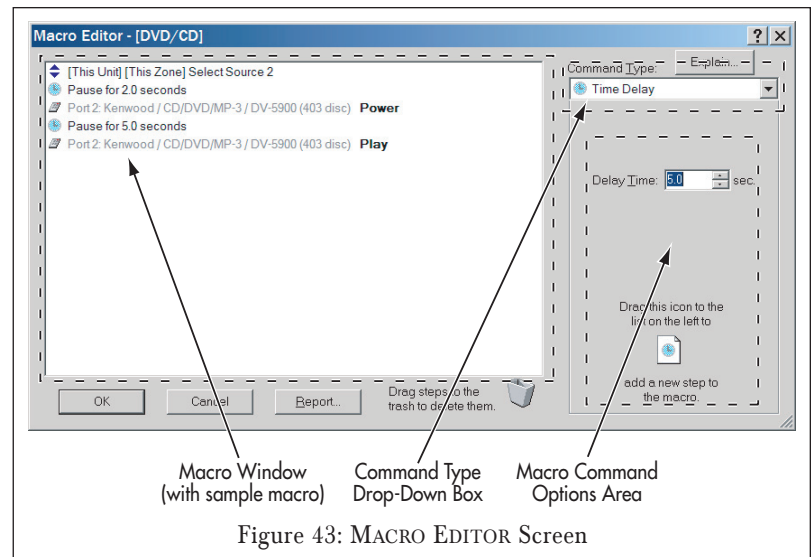 Macro Editor - [DVD/CD]
[This Unit] [This Zone] Select Source 2
Pause for 2.0 seconds
Port 2: Kenwood / CD/DVD/MP-3 / DV-5900 (403 disc) Power
Pause for 5.0 seconds
Port 2: Kenwood / CD/DVD/MP-3 / DV-5900 (403 disc) Play
Command Type:
Explain...
Time Delay
Delay Time: 5.0 sec.
Drag this icon to the
list on the left to
add a new step to
the macro.
OK
Cancel
Report...
Drag steps to the
trash to delete them.
Macro Window
(with sample macro)
Command Type
Drop-Down Box
Macro Command
Options Area
Figure 43: MACRO EDITOR Screen